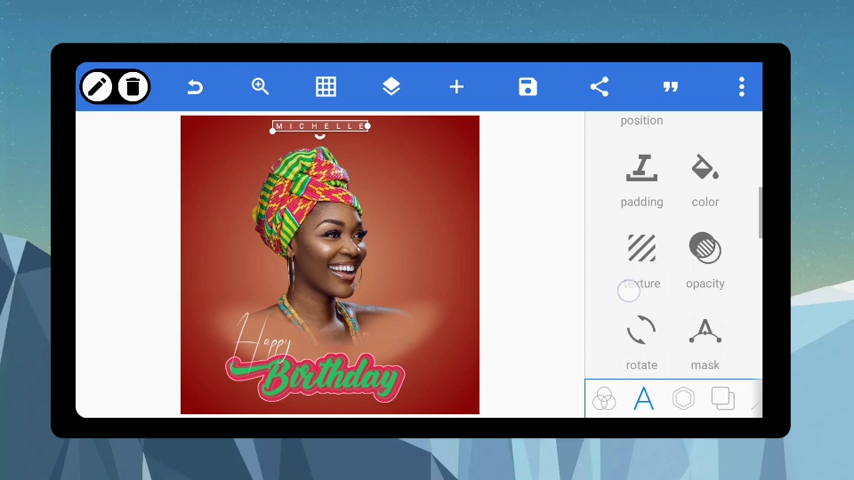 MICHELLE
position
padding
color
texture
opacity
Happy
Birthday
rotate
mask
A